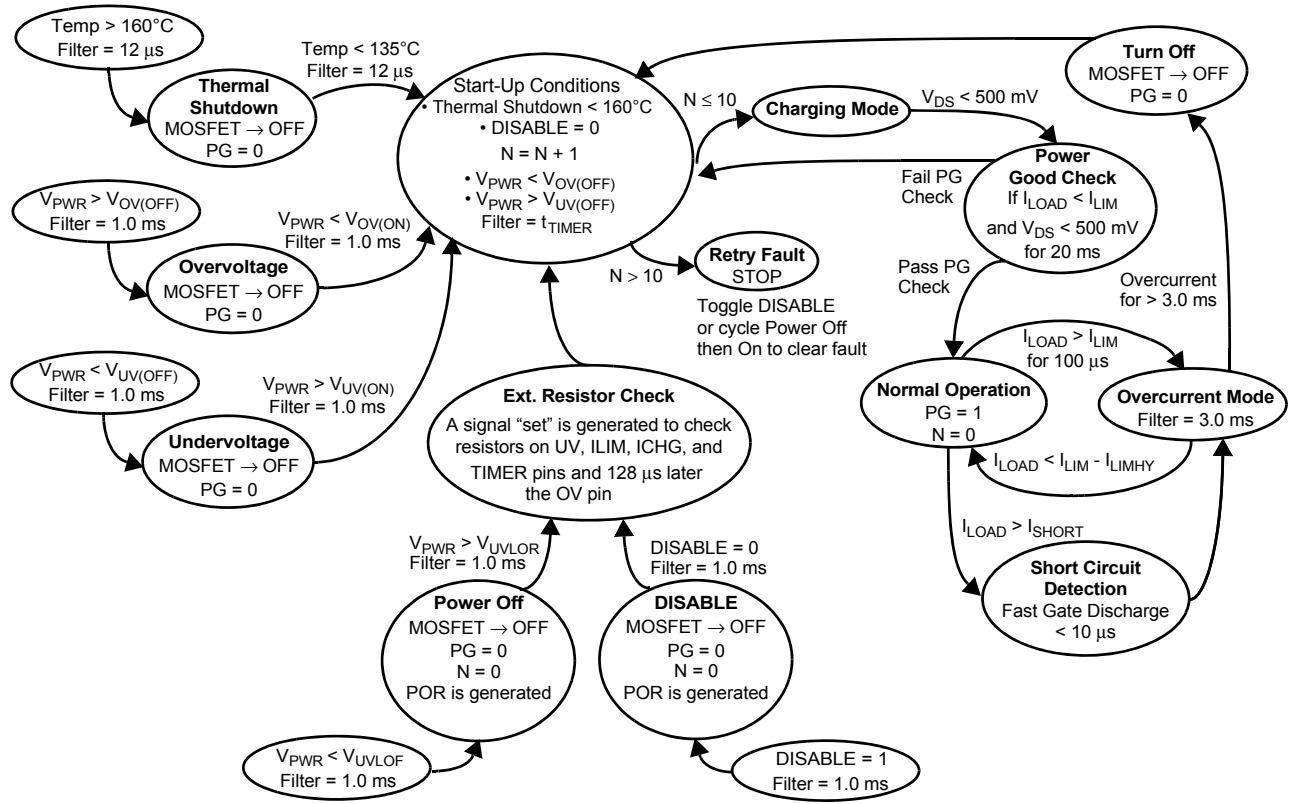 Temp > 160°C
Filter = 12 μs
Thermal
Shutdown
MOSFET → OFF
PG = 0
Temp < 135°C
Filter = 12 μs
V_PWR > V_OV(OFF)
Filter = 1.0 ms
Overvoltage
MOSFET → OFF
PG = 0
V_PWR < V_OV(ON)
Filter = 1.0 ms
V_PWR < V_UV(OFF)
Filter = 1.0 ms
Undervoltage
MOSFET → OFF
PG = 0
V_PWR > V_UV(ON)
Filter = 1.0 ms
Start-Up Conditions
• Thermal Shutdown < 160°C
• DISABLE = 0
N = N + 1
• V_PWR < V_OV(OFF)
• V_PWR > V_UV(OFF)
Filter = t_TIMER
N ≤ 10
Charging Mode
V_DS < 500 mV
Turn Off
MOSFET → OFF
PG = 0
Power
Good Check
If I_LOAD < I_LIM
and V_DS < 500 mV
for 20 ms
Fail PG
Check
N > 10
Retry Fault
STOP
Toggle DISABLE
or cycle Power Off
then On to clear fault
Pass PG
Check
Overcurrent
for > 3.0 ms
I_LOAD > I_LIM
for 100 μs
Normal Operation
PG = 1
N = 0
Overcurrent Mode
Filter = 3.0 ms
I_LOAD < I_LIM - I_LIMHY
I_LOAD > I_SHORT
Short Circuit
Detection
Fast Gate Discharge
< 10 μs
Ext. Resistor Check
A signal “set” is generated to check
resistors on UV, ILIM, ICHG, and
TIMER pins and 128 μs later
the OV pin
V_PWR > V_UVLOR
Filter = 1.0 ms
DISABLE = 0
Filter = 1.0 ms
Power Off
MOSFET → OFF
PG = 0
N = 0
POR is generated
DISABLE
MOSFET → OFF
PG = 0
N = 0
POR is generated
V_PWR < V_UVLOF
Filter = 1.0 ms
DISABLE = 1
Filter = 1.0 ms